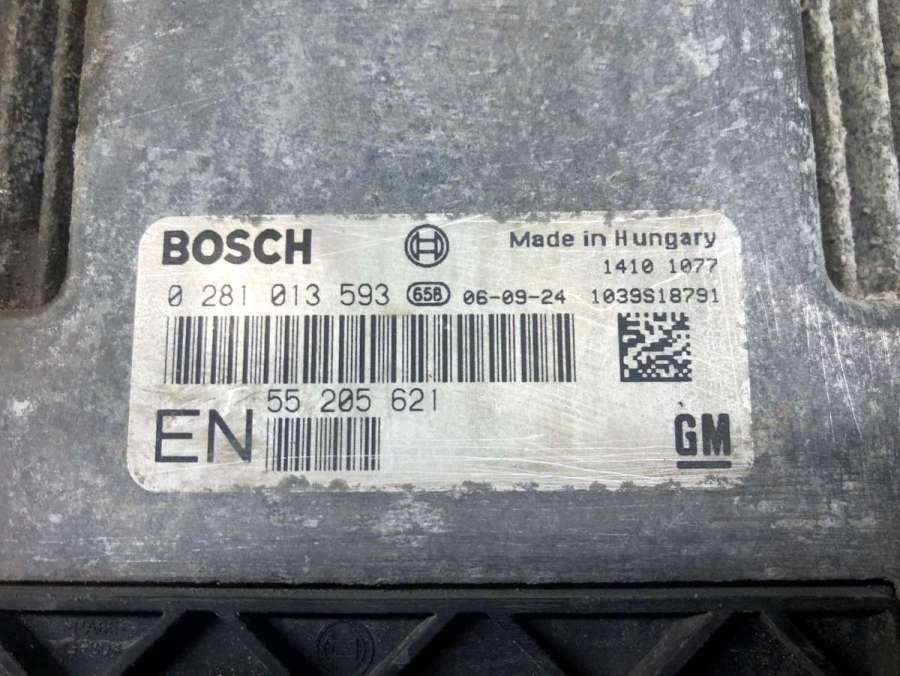 BOSCH
Made in Hungary
1410 1077
0 281 013 593 65B 06-09-24 1039S18791
55 205 621
EN
GM